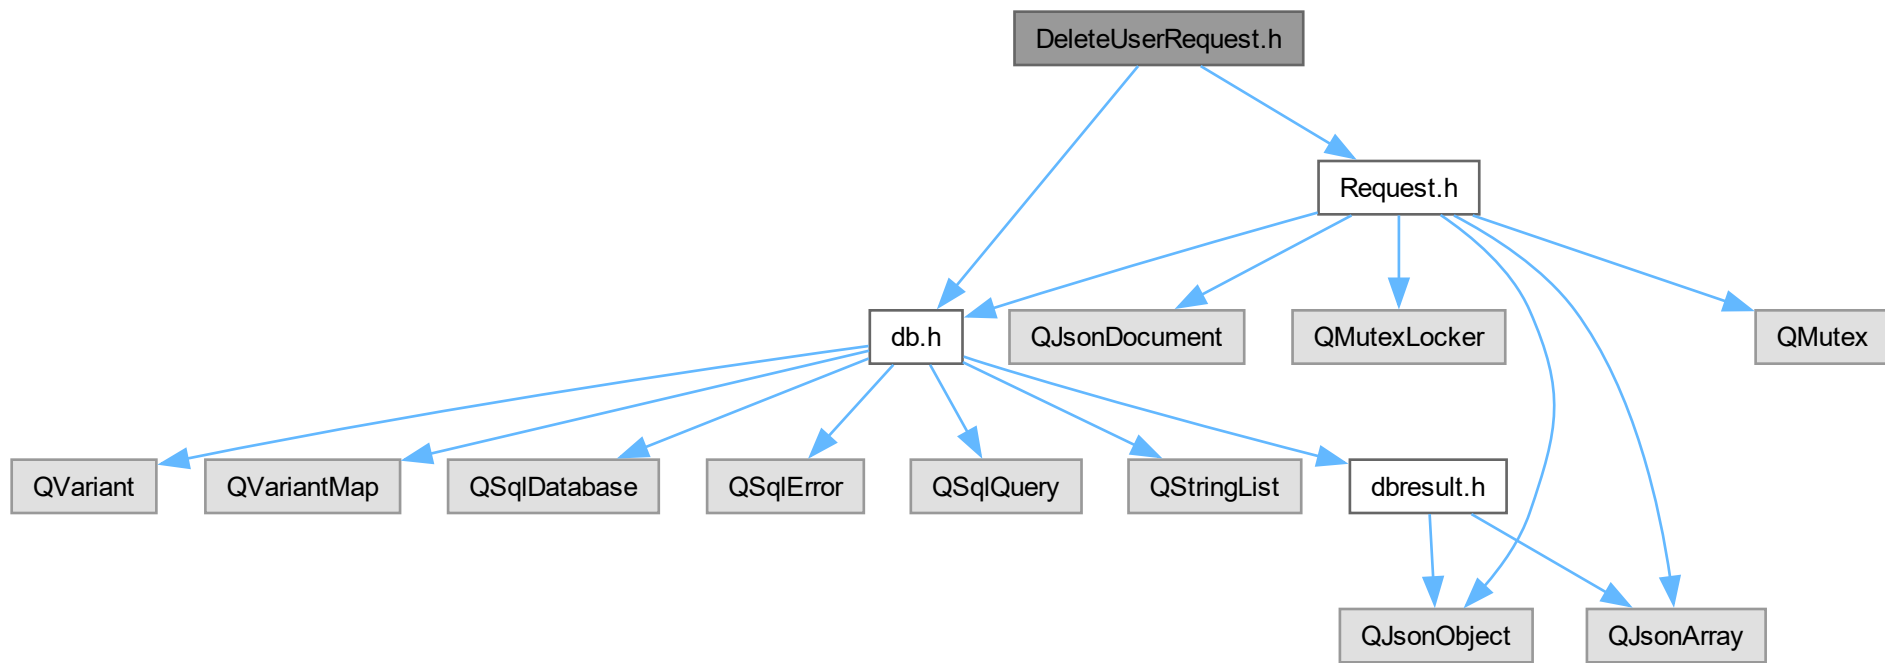 DeleteUserRequest.h
Request.h
db.h
QJsonDocument
QMutexLocker
QMutex
QVariant
QVariantMap
QSqlDatabase
QSqlError
QSqlQuery
QStringList
dbresult.h
QJsonObject
QJsonArray